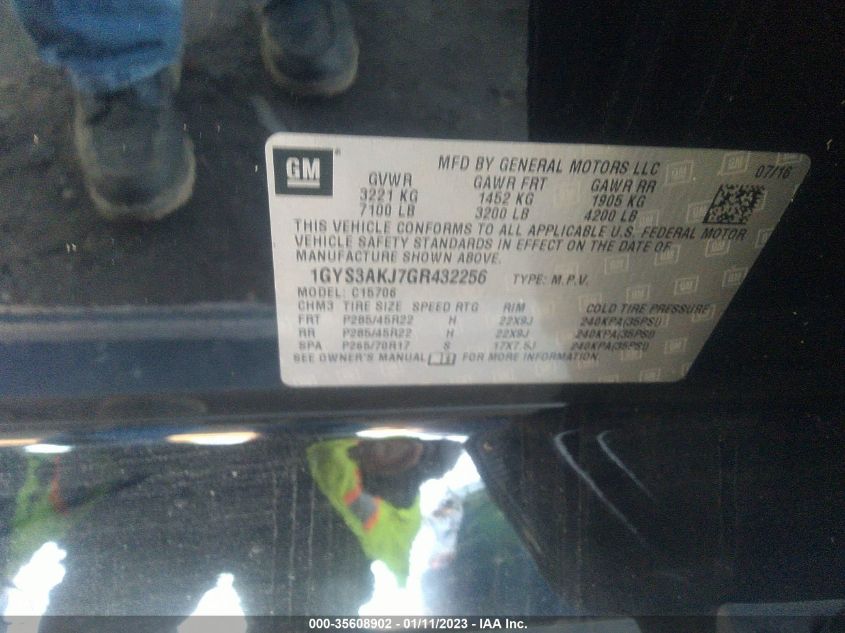 GM
MFD BY GENERAL MOTORS LLC
07/16
GVWR GAWR FRT GAWR RR
3221 KG 1452 KG 1905 KG
7100 LB 3200 LB 4200 LB
THIS VEHICLE CONFORMS TO ALL APPLICABLE U.S. FEDERAL MOTOR
VEHICLE SAFETY STANDARDS IN EFFECT ON THE DATE OF
MANUFACTURE SHOWN ABOVE.
1GYS3AKJ7GR432256 TYPE: M.P.V.
MODEL: C15706
CHM3 TIRE SIZE SPEED RTG RIM COLD TIRE PRESSURE
FRT P285/45R22 H 22X9J 240KPA(35PSI)
RR P285/45R22 H 22X9J 240KPA(35PSI)
SPA P265/70R17 S 17X7.5J 240KPA(35PSI)
SEE OWNER'S MANUAL FOR MORE INFORMATION.
000-35608902 - 01/11/2023 - IAA Inc.